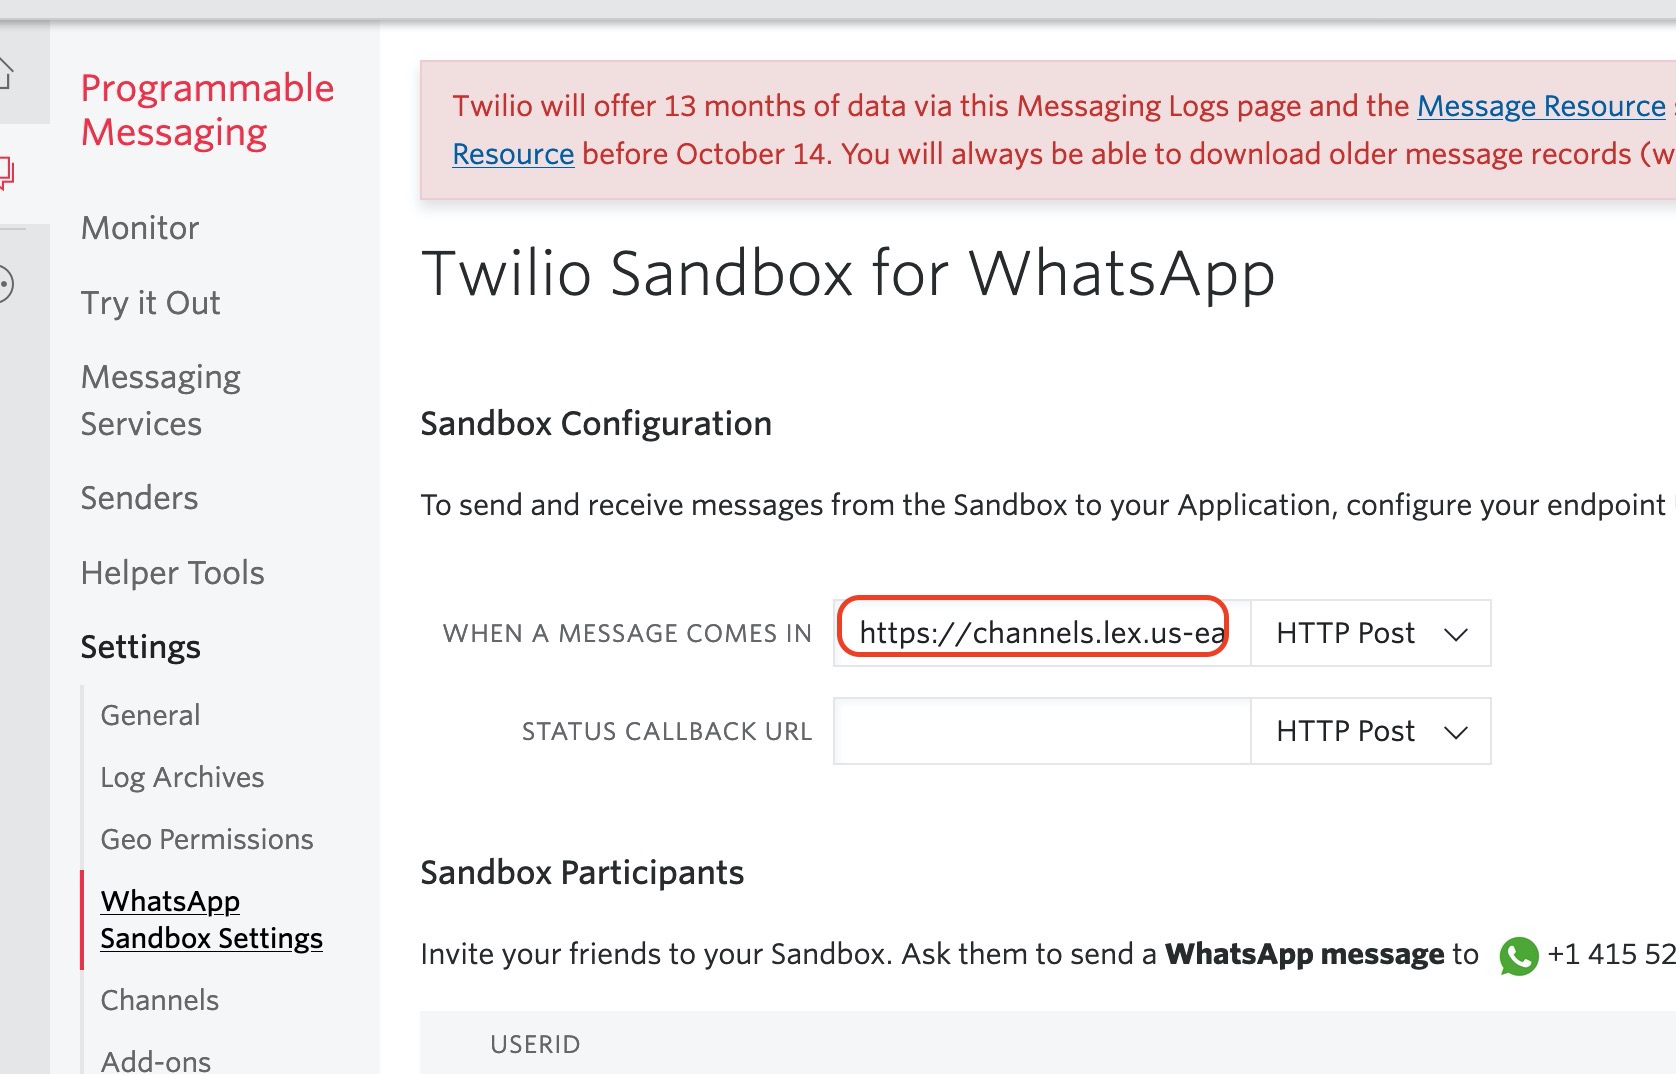 Programmable
Messaging
Monitor
Try it Out
Messaging
Services
Senders
Helper Tools
Settings
General
Log Archives
Geo Permissions
WhatsApp
Sandbox Settings
Channels
Add-ons
Twilio will offer 13 months of data via this Messaging Logs page and the Message Resource
Resource before October 14. You will always be able to download older message records (w
Twilio Sandbox for WhatsApp
Sandbox Configuration
To send and receive messages from the Sandbox to your Application, configure your endpoint
WHEN A MESSAGE COMES IN https://channels.lex.us-ea HTTP Post
STATUS CALLBACK URL HTTP Post
Sandbox Participants
Invite your friends to your Sandbox. Ask them to send a WhatsApp message to +1 415 52
USERID